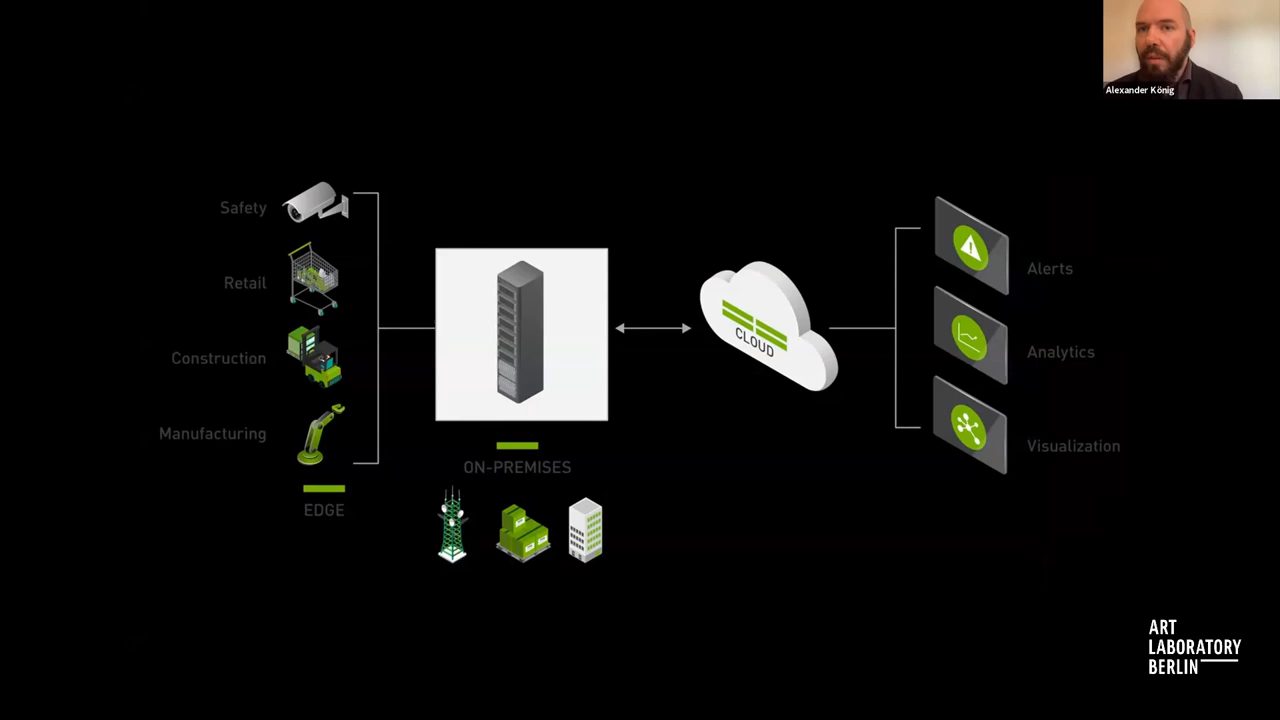 Alexander König
Safety
Retail
Construction
Manufacturing
EDGE
ON-PREMISES
CLOUD
Alerts
Analytics
Visualization
ART
LABORATORY
BERLIN